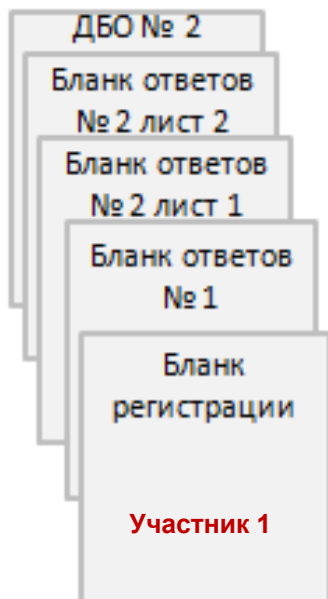 ДБО № 2
Бланк ответов
№ 2 лист 2
Бланк ответов
№ 2 лист 1
Бланк ответов
№ 1
Бланк
регистрации
Участник 1